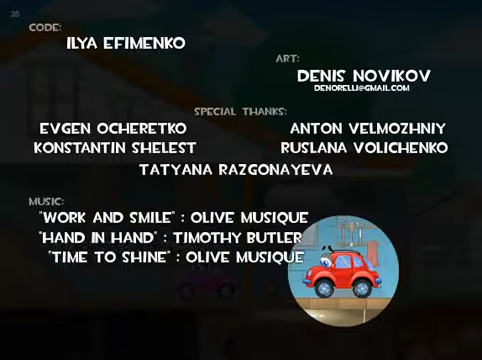 35
CODE:
ILYA EFIMENKO
ART:
DENIS NOVIKOV
DENORELLI@GMAIL.COM
SPECIAL THANKS:
EVGEN OCHERETKO
ANTON VELMOZHNIY
KONSTANTIN SHELEST
RUSLANA VOLICHENKO
TATYANA RAZGONAYEVA
MUSIC:
"WORK AND SMILE" : OLIVE MUSIQUE
"HAND IN HAND" : TIMOTHY BUTLER
"TIME TO SHINE" : OLIVE MUSIQUE